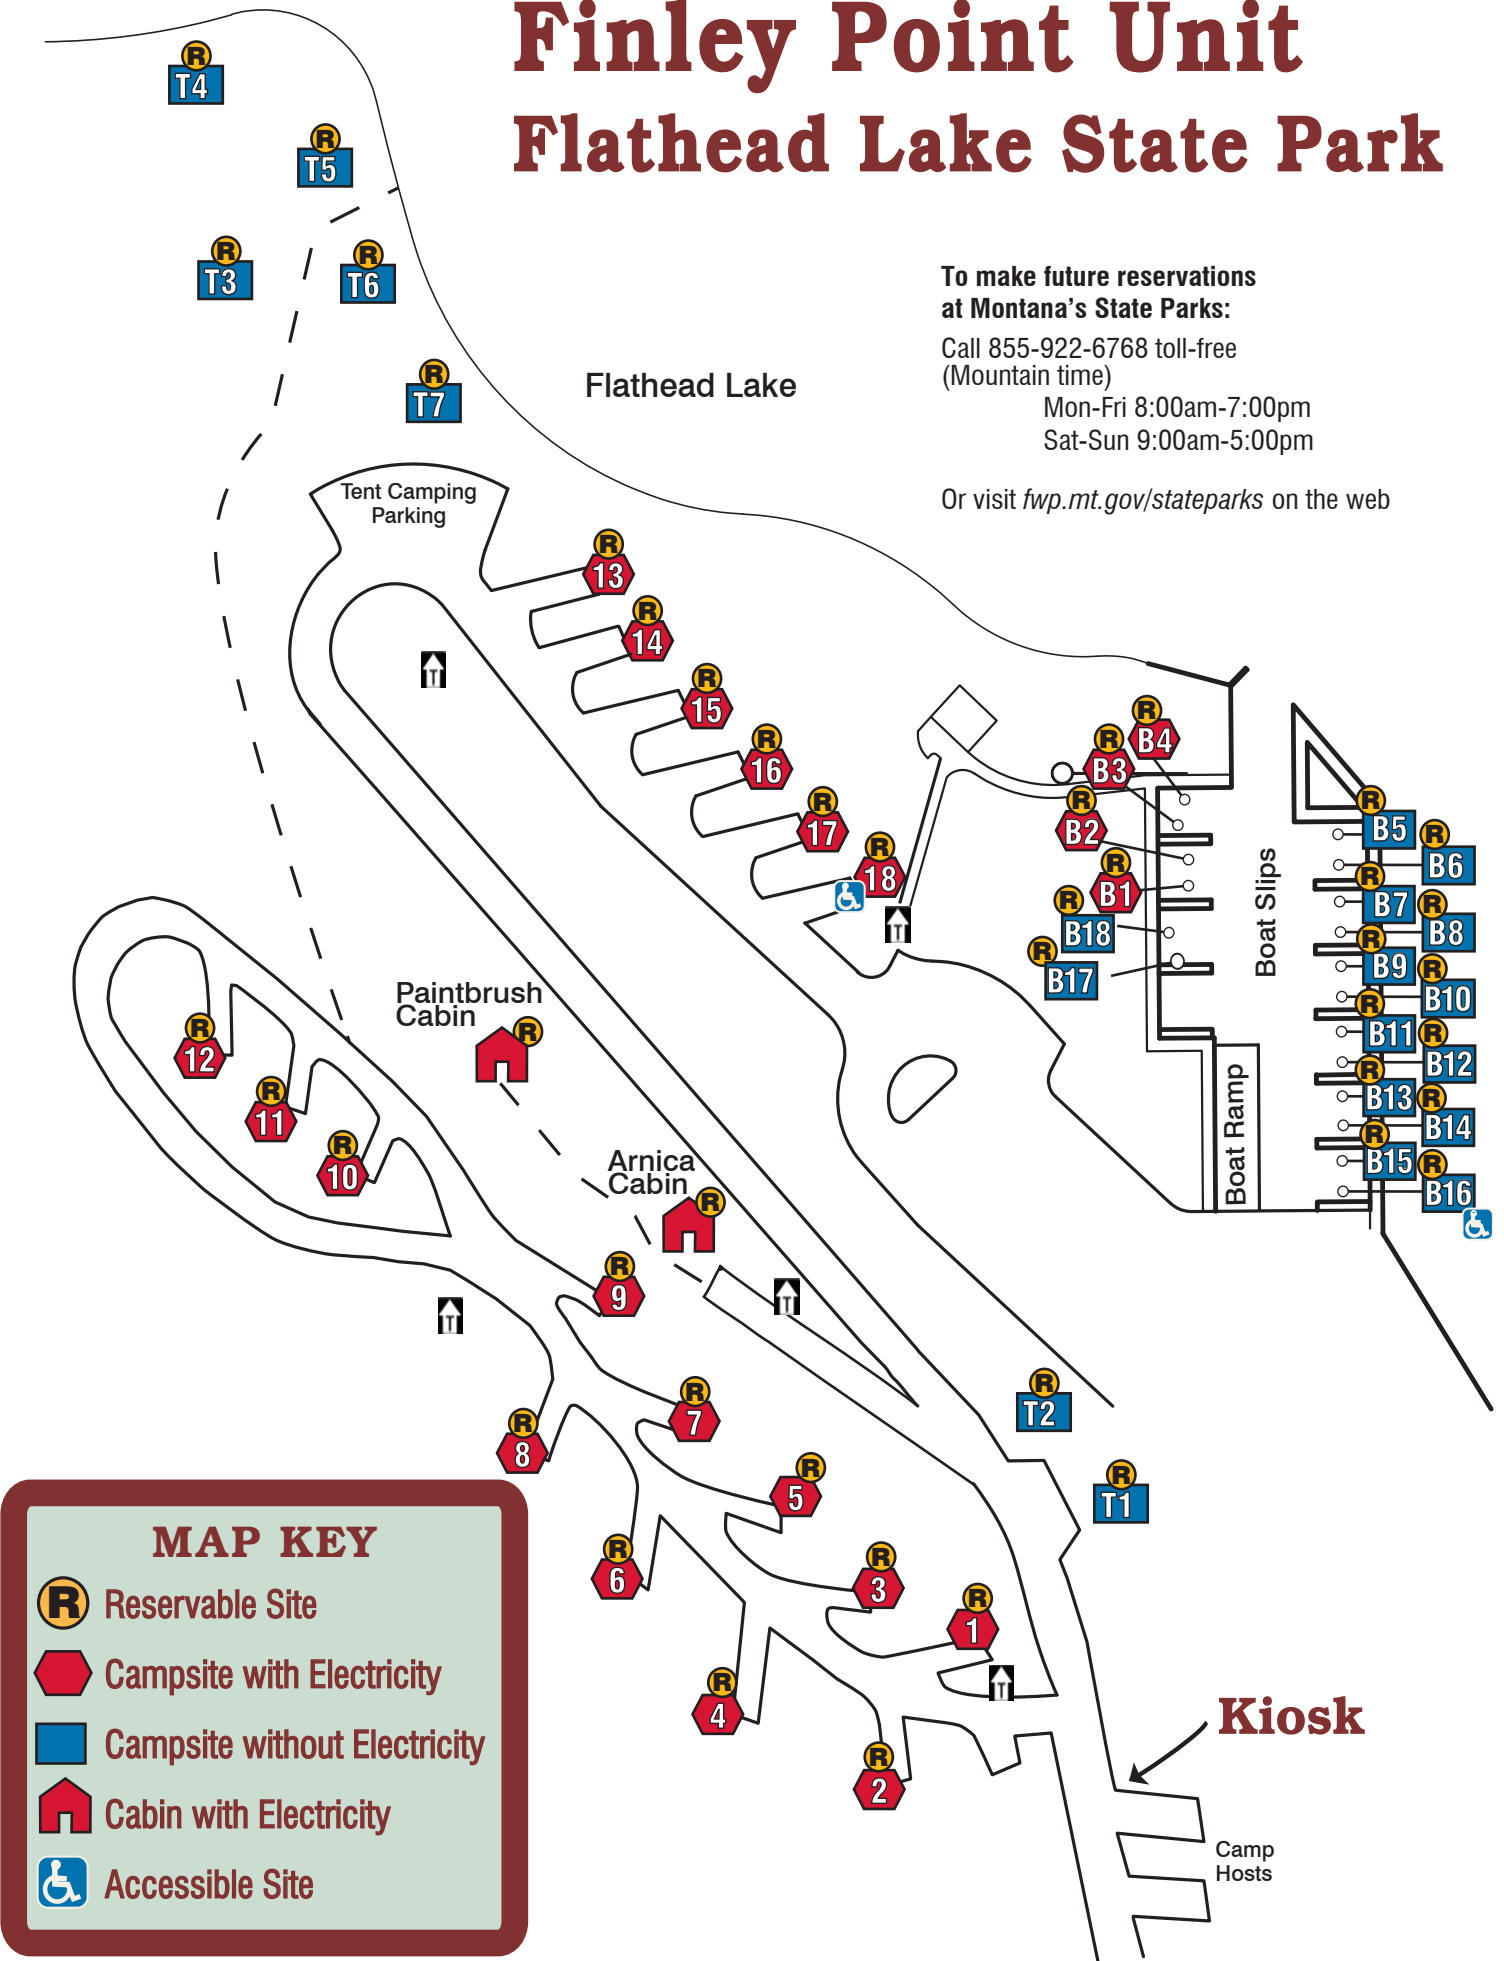 Finley Point Unit
Flathead Lake State Park
R
T4
R
T5
R
T3
R
T6
R
T7
To make future reservations
at Montana’s State Parks:
Call 855-922-6768 toll-free
(Mountain time)
Mon-Fri 8:00am-7:00pm
Sat-Sun 9:00am-5:00pm
Or visit fwp.mt.gov/stateparks on the web
Flathead Lake
Tent Camping
Parking
R
13
R
14
R
15
R
16
R
17
R
18
T
T
R
B4
R
B3
R
B2
R
B1
R
B18
R
B17
Boat Slips
Boat Ramp
R
B5
R
B6
R
B7
R
B8
R
B9
R
B10
R
B11
R
B12
R
B13
R
B14
R
B15
R
B16
Paintbrush
Cabin
R
Arnica
Cabin
R
R
12
R
11
R
10
R
9
T
T
R
T2
R
T1
R
7
R
8
R
5
R
6
R
3
R
1
T
R
4
R
2
Kiosk
Camp
Hosts
MAP KEY
R Reservable Site
Campsite with Electricity
Campsite without Electricity
Cabin with Electricity
Accessible Site